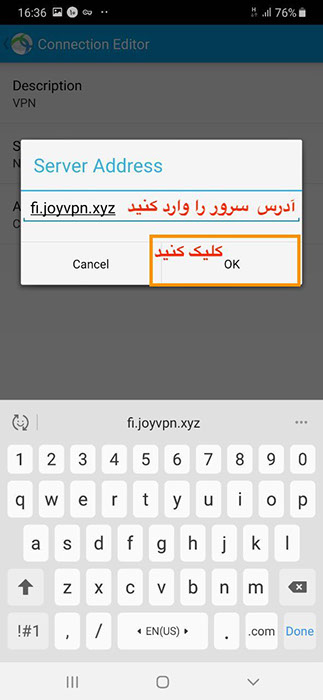 16:36 76%
Connection Editor
Description
VPN
Server Address
fi.joyvpn.xyz آدرس سرور را وارد کنید
کلیک کنید
Cancel OK
fi.joyvpn.xyz
1 2 3 4 5 6 7 8 9 0
q w e r t y u i o p
a s d f g h j k l
z x c v b n m
!#1 , / EN(US) . .com Done